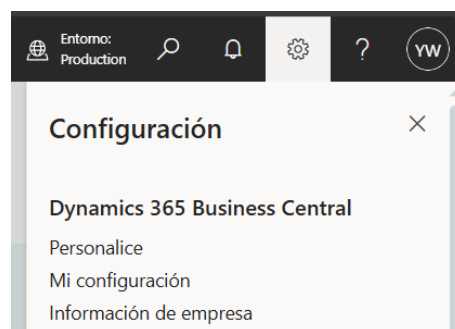 Entorno:
Production
?
YW
Configuración
Dynamics 365 Business Central
Personalice
Mi configuración
Información de empresa